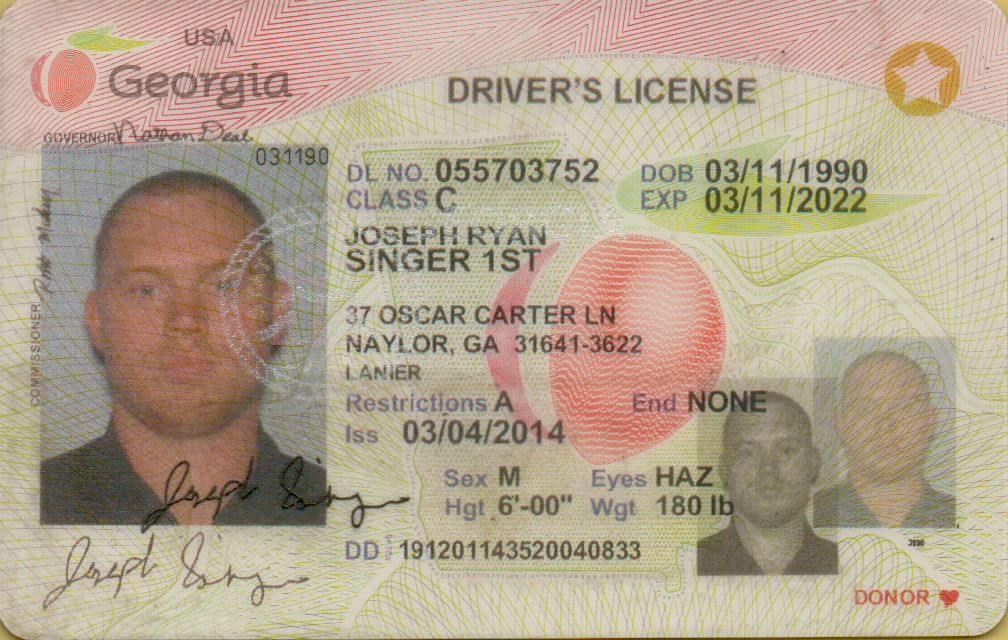 USA
Georgia
DRIVER'S LICENSE
GOVERNOR Nathan Deal
031190
DL NO. 055703752
DOB 03/11/1990
CLASS C
EXP 03/11/2022
JOSEPH RYAN
SINGER 1ST
37 OSCAR CARTER LN
NAYLOR, GA 31641-3622
LANIER
COMMISSIONER
Restrictions A
End NONE
Iss 03/04/2014
Sex M
Eyes HAZ
Hgt 6'-00"
Wgt 180 lb
Joseph Singer
DD 191201143520040833
Joseph Singer
DONOR